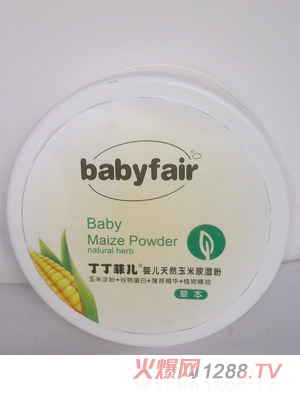 babyfair
Baby
Maize Powder
natural herb
丁丁菲儿 婴儿天然玉米尿湿粉
玉米淀粉+谷物蛋白+薄荷精华+植物精油
草本
火爆网1288.TV